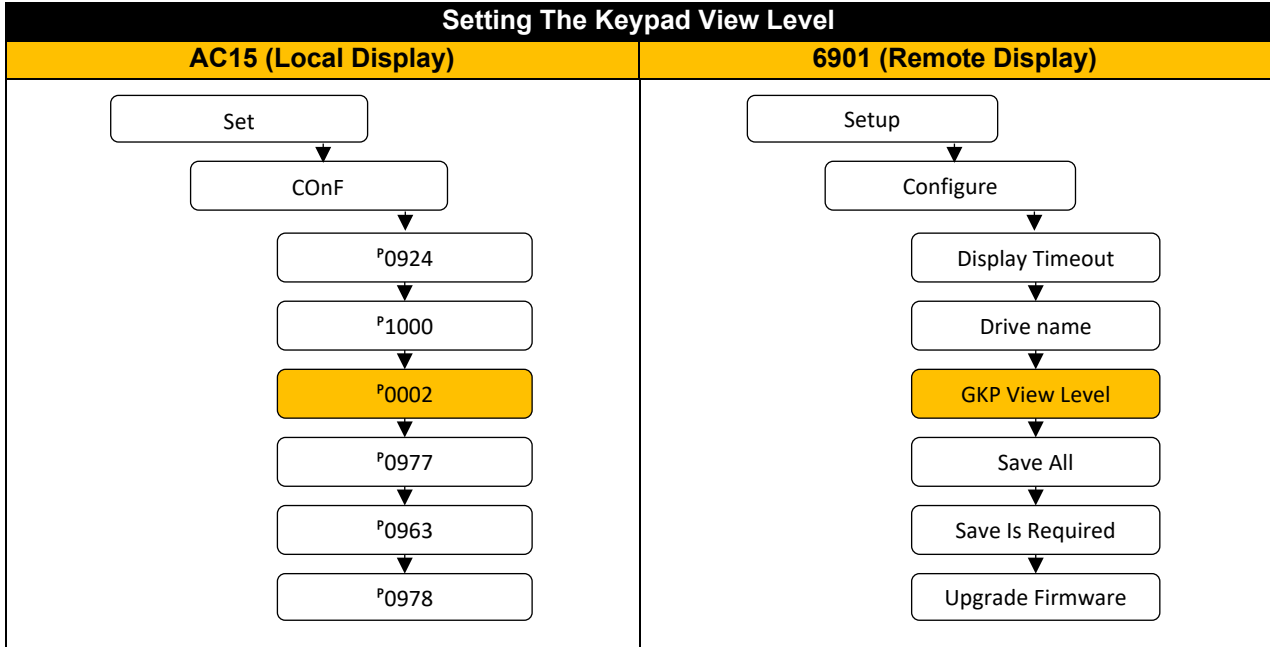 Setting The Keypad View Level
AC15 (Local Display)
6901 (Remote Display)
Set
COnF
ᴾ0924
ᴾ1000
ᴾ0002
ᴾ0977
ᴾ0963
ᴾ0978
Setup
Configure
Display Timeout
Drive name
GKP View Level
Save All
Save Is Required
Upgrade Firmware